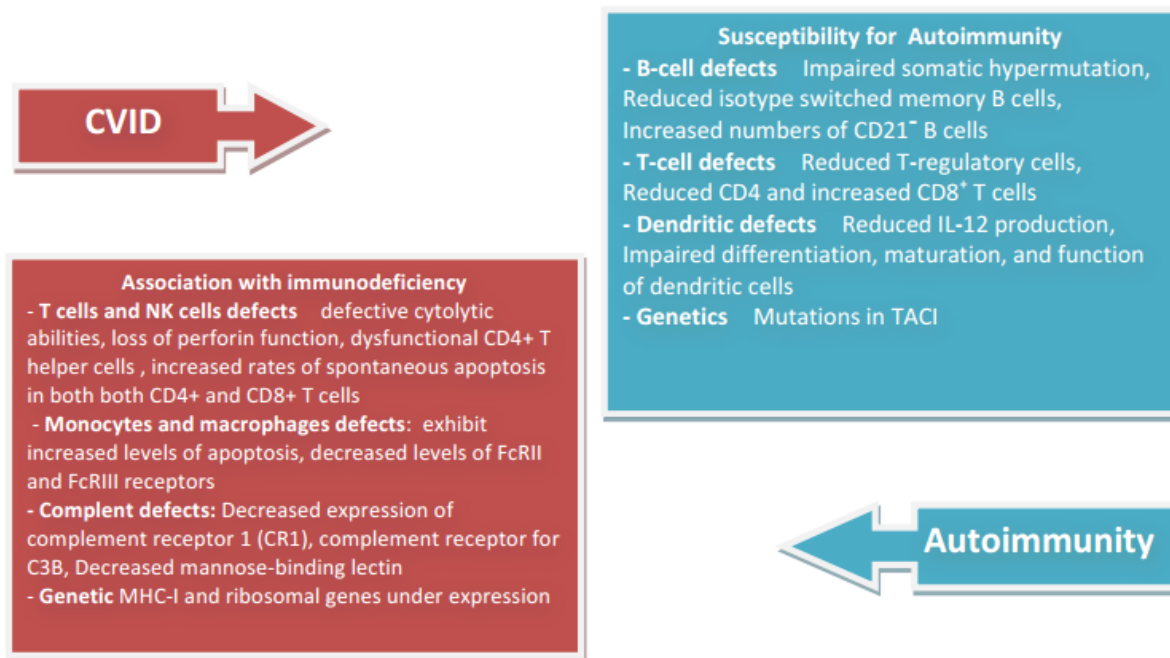 CVID
Susceptibility for Autoimmunity
- B-cell defects Impaired somatic hypermutation,
Reduced isotype switched memory B cells,
Increased numbers of CD21⁻ B cells
- T-cell defects Reduced T-regulatory cells,
Reduced CD4 and increased CD8⁺ T cells
- Dendritic defects Reduced IL-12 production,
Impaired differentiation, maturation, and function
of dendritic cells
- Genetics Mutations in TACI
Association with immunodeficiency
- T cells and NK cells defects defective cytolytic
abilities, loss of perforin function, dysfunctional CD4+ T
helper cells , increased rates of spontaneous apoptosis
in both both CD4+ and CD8+ T cells
- Monocytes and macrophages defects: exhibit
increased levels of apoptosis, decreased levels of FcRII
and FcRIII receptors
- Complent defects: Decreased expression of
complement receptor 1 (CR1), complement receptor for
C3B, Decreased mannose-binding lectin
- Genetic MHC-I and ribosomal genes under expression
Autoimmunity